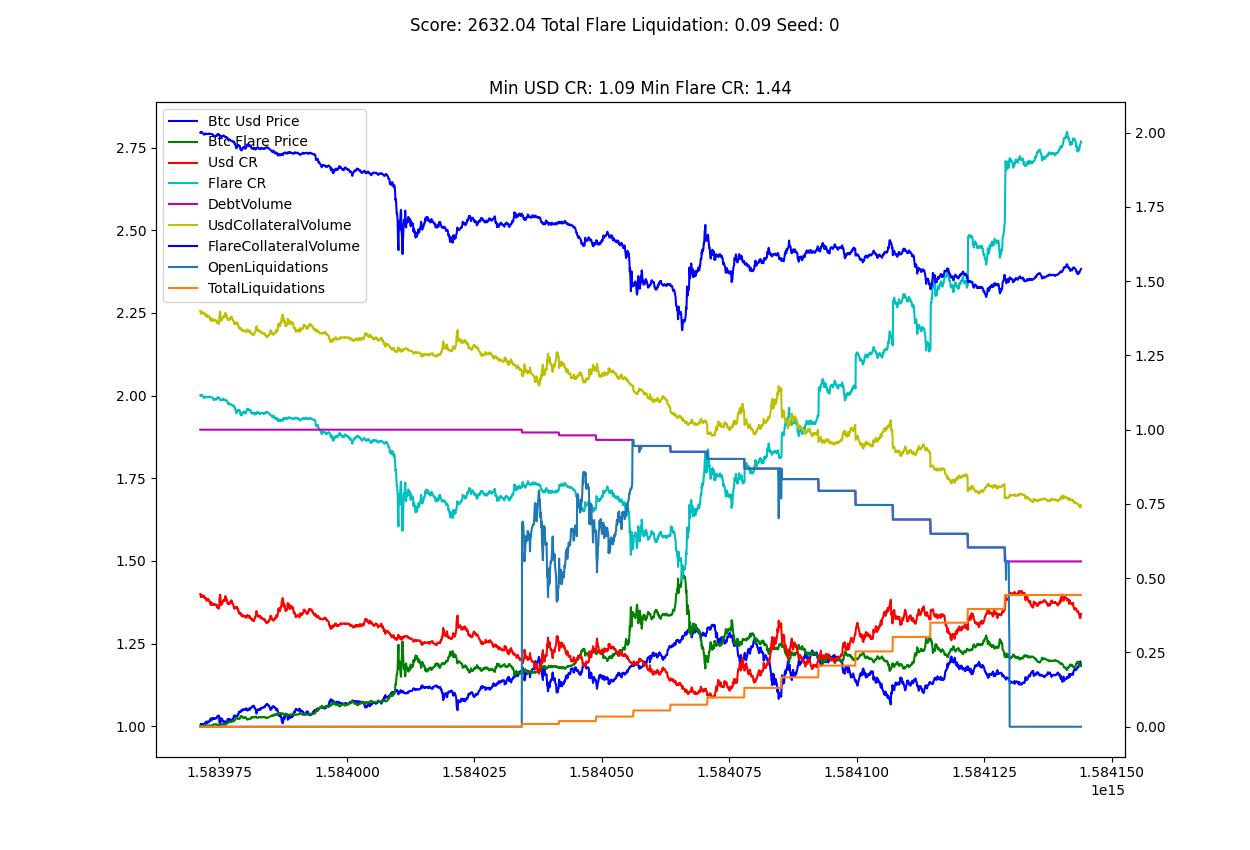 Score: 2632.04 Total Flare Liquidation: 0.09 Seed: 0
Min USD CR: 1.09 Min Flare CR: 1.44
Btc Usd Price
Btc Flare Price
Usd CR
Flare CR
DebtVolume
UsdCollateralVolume
FlareCollateralVolume
OpenLiquidations
TotalLiquidations
2.75
2.50
2.25
2.00
1.75
1.50
1.25
1.00
2.00
1.75
1.50
1.25
1.00
0.75
0.50
0.25
0.00
1.583975 1.584000 1.584025 1.584050 1.584075 1.584100 1.584125 1.584150
1e15